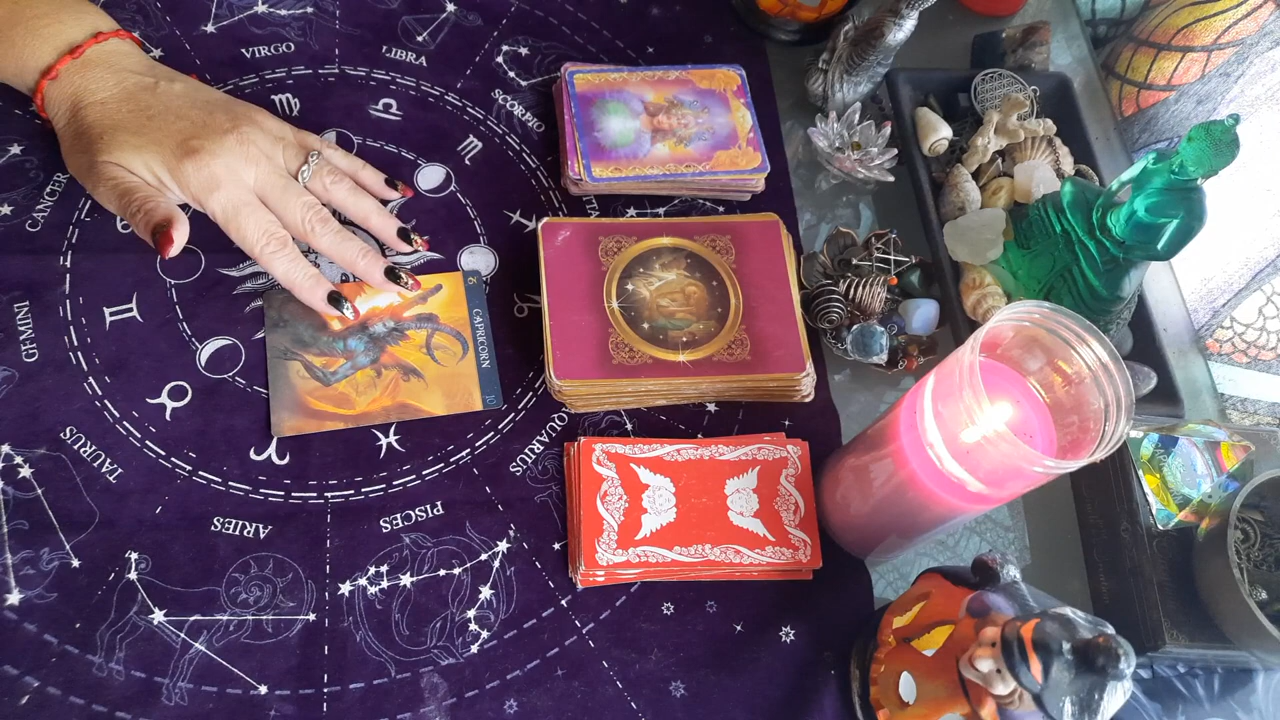 VIRGO
LIBRA
SCORPIO
CANCER
GEMINI
CAPRICORN
10
TAURUS
AQUARIUS
ARIES
PISCES